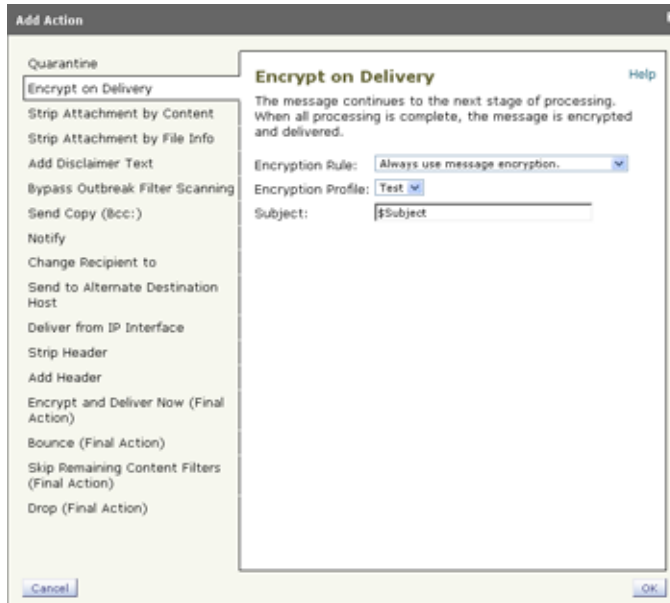 Add Action
Quarantine
Encrypt on Delivery
Strip Attachment by Content
Strip Attachment by File Info
Add Disclaimer Text
Bypass Outbreak Filter Scanning
Send Copy (Bcc:)
Notify
Change Recipient to
Send to Alternate Destination
Host
Deliver from IP Interface
Strip Header
Add Header
Encrypt and Deliver Now (Final
Action)
Bounce (Final Action)
Skip Remaining Content Filters
(Final Action)
Drop (Final Action)
Encrypt on Delivery
Help
The message continues to the next stage of processing.
When all processing is complete, the message is encrypted
and delivered.
Encryption Rule: Always use message encryption.
Encryption Profile: Test
Subject: $Subject
Cancel
OK